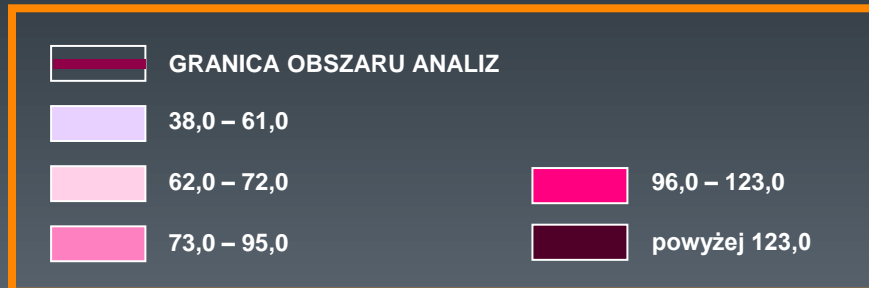 GRANICA OBSZARU ANALIZ
38,0 – 61,0
62,0 – 72,0
73,0 – 95,0
96,0 – 123,0
powyżej 123,0